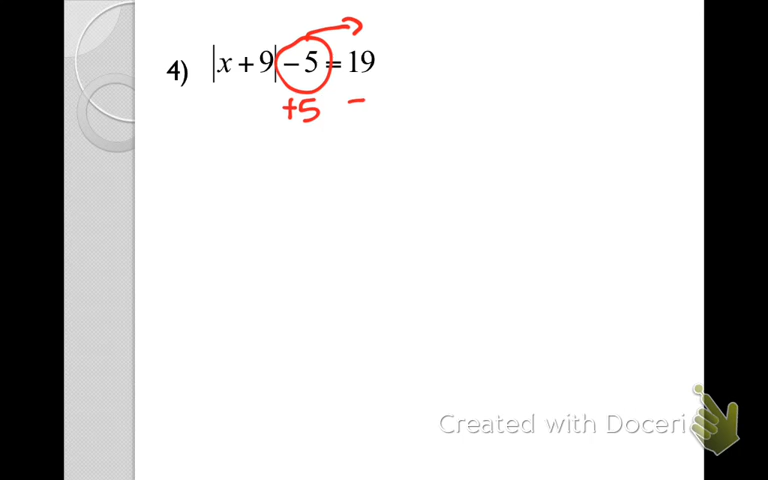 4) |x + 9| − 5 = 19
+5 −
Created with Doceri